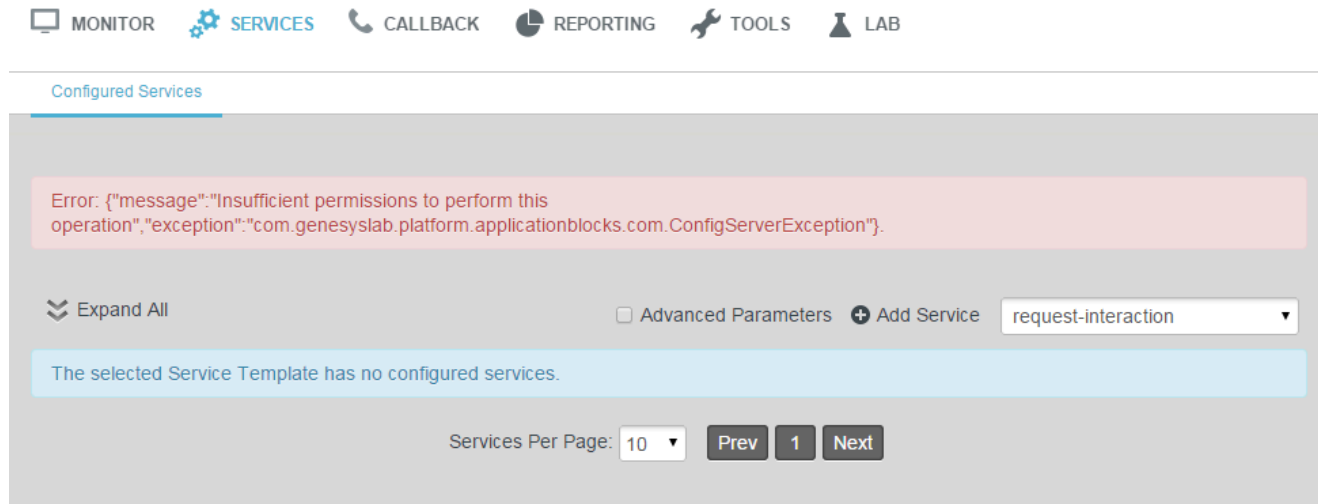 MONITOR SERVICES CALLBACK REPORTING TOOLS LAB
Configured Services
Error: {"message":"Insufficient permissions to perform this
operation","exception":"com.genesyslab.platform.applicationblocks.com.ConfigServerException"}.
Expand All Advanced Parameters Add Service request-interaction
The selected Service Template has no configured services.
Services Per Page: 10 Prev 1 Next